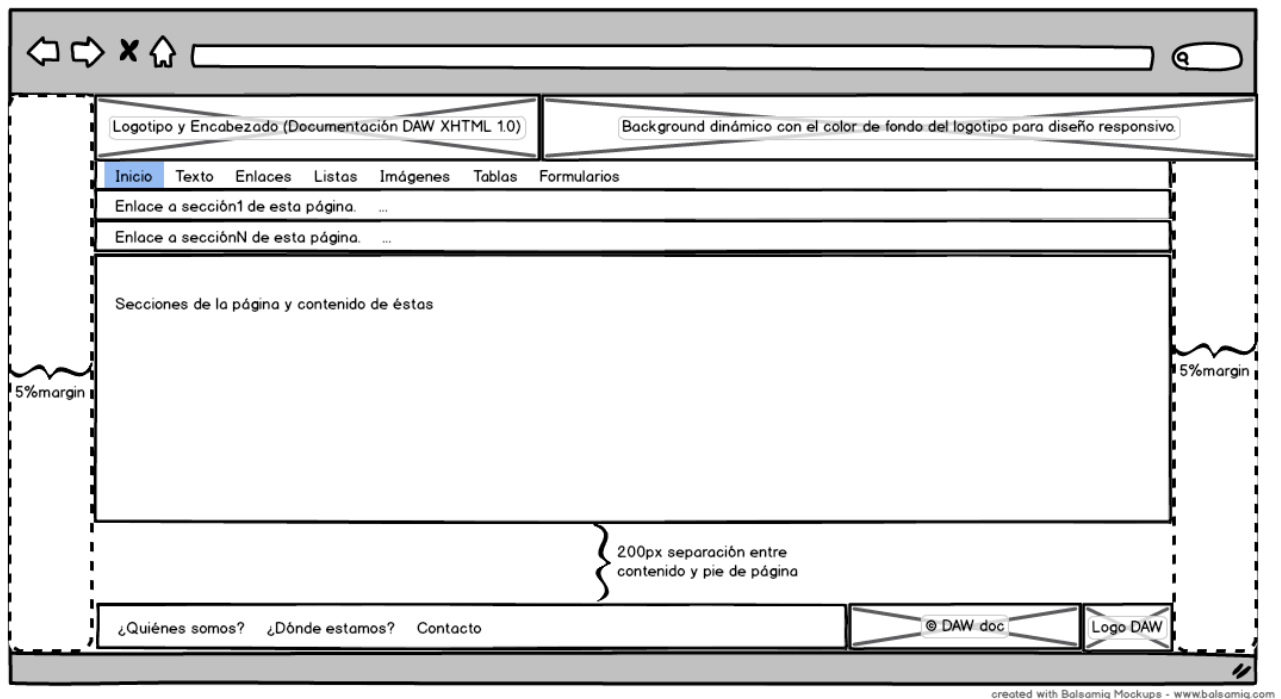 Logotipo y Encabezado (Documentación DAW XHTML 1.0)
Background dinámico con el color de fondo del logotipo para diseño responsivo.
Inicio Texto Enlaces Listas Imágenes Tablas Formularios
Enlace a sección1 de esta página. ...
Enlace a secciónN de esta página. ...
Secciones de la página y contenido de éstas
5%margin
5%margin
200px separación entre
contenido y pie de página
¿Quiénes somos? ¿Dónde estamos? Contacto
© DAW doc
Logo DAW
created with Balsamiq Mockups - www.balsamiq.com